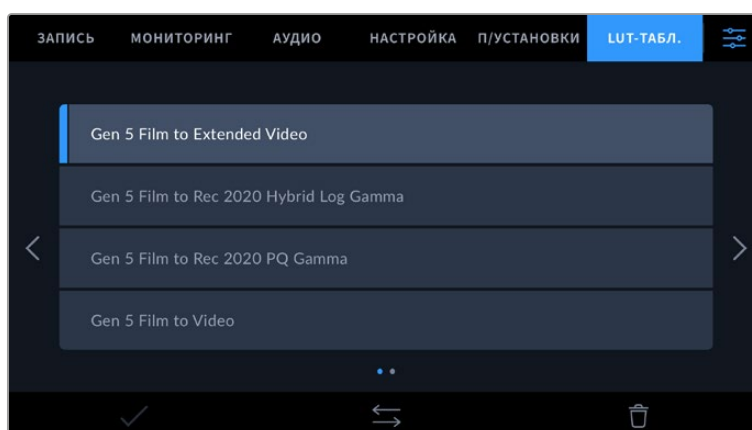 ЗАПИСЬ МОНИТОРИНГ АУДИО НАСТРОЙКА П/УСТАНОВКИ LUT-ТАБЛ.
Gen 5 Film to Extended Video
Gen 5 Film to Rec 2020 Hybrid Log Gamma
Gen 5 Film to Rec 2020 PQ Gamma
Gen 5 Film to Video